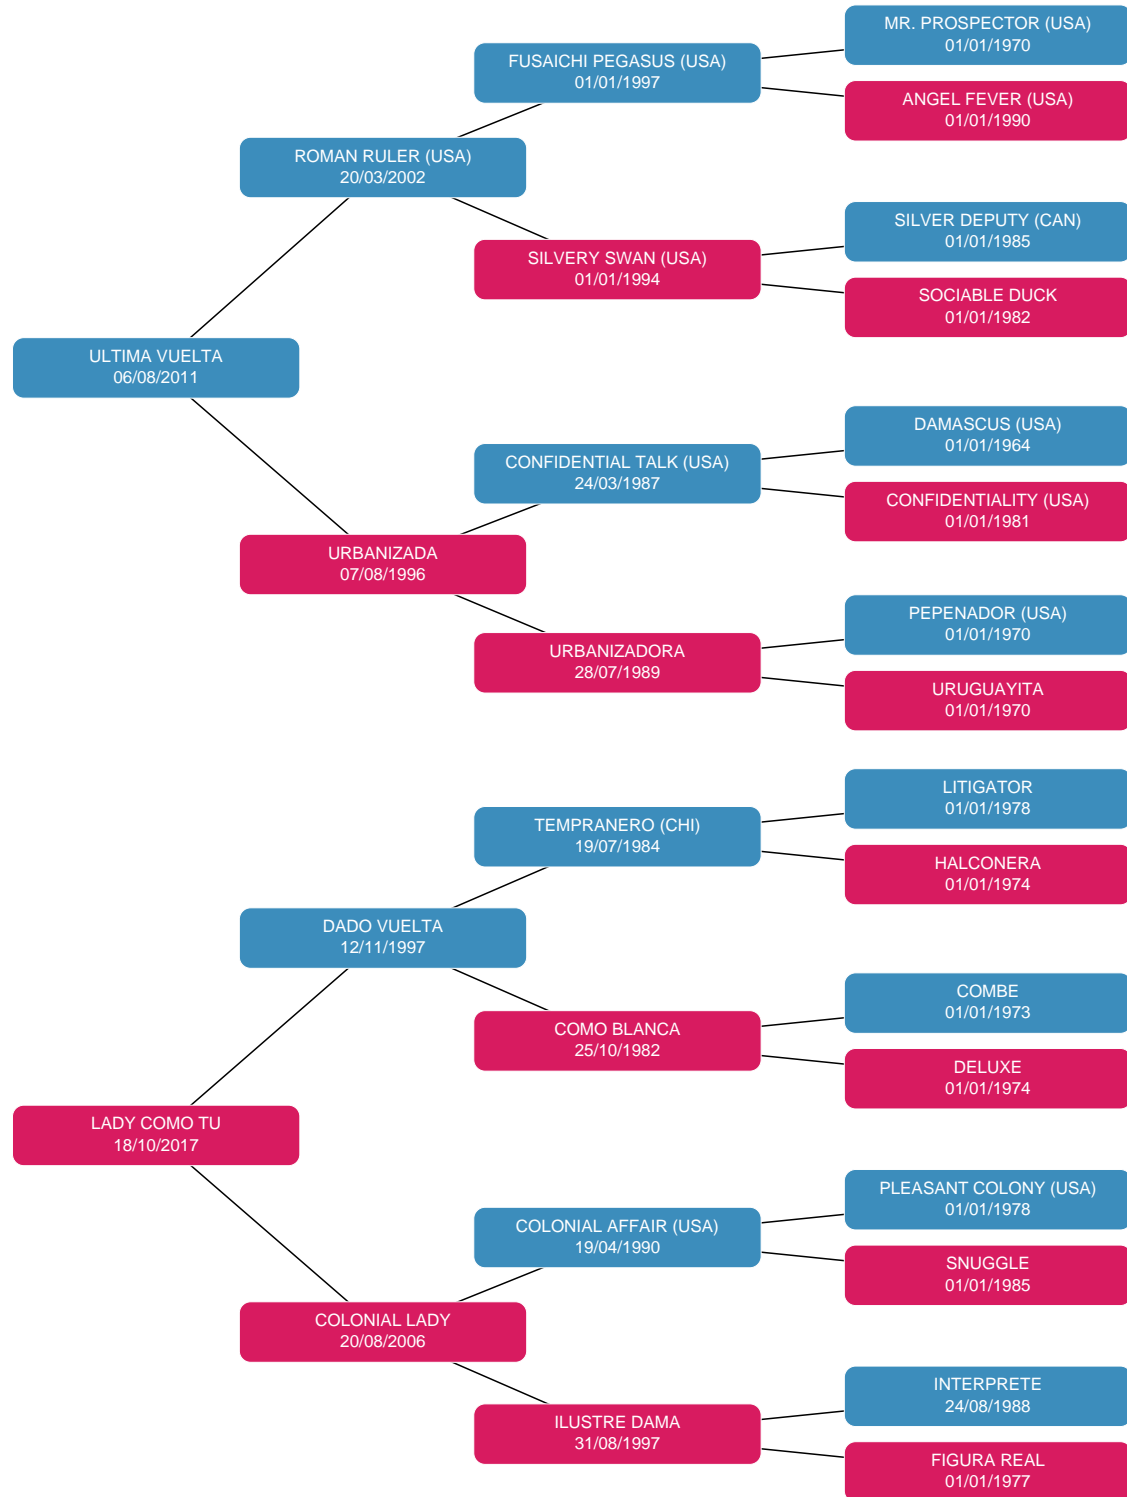 MR. PROSPECTOR (USA)
01/01/1970
FUSAICHI PEGASUS (USA)
01/01/1997
ANGEL FEVER (USA)
01/01/1990
ROMAN RULER (USA)
20/03/2002
SILVER DEPUTY (CAN)
01/01/1985
SILVERY SWAN (USA)
01/01/1994
SOCIABLE DUCK
01/01/1982
ULTIMA VUELTA
06/08/2011
DAMASCUS (USA)
01/01/1964
CONFIDENTIAL TALK (USA)
24/03/1987
CONFIDENTIALITY (USA)
01/01/1981
URBANIZADA
07/08/1996
PEPENADOR (USA)
01/01/1970
URBANIZADORA
28/07/1989
URUGUAYITA
01/01/1970
LITIGATOR
01/01/1978
TEMPRANERO (CHI)
19/07/1984
HALCONERA
01/01/1974
DADO VUELTA
12/11/1997
COMBE
01/01/1973
COMO BLANCA
25/10/1982
DELUXE
01/01/1974
LADY COMO TU
18/10/2017
PLEASANT COLONY (USA)
01/01/1978
COLONIAL AFFAIR (USA)
19/04/1990
SNUGGLE
01/01/1985
COLONIAL LADY
20/08/2006
INTERPRETE
24/08/1988
ILUSTRE DAMA
31/08/1997
FIGURA REAL
01/01/1977